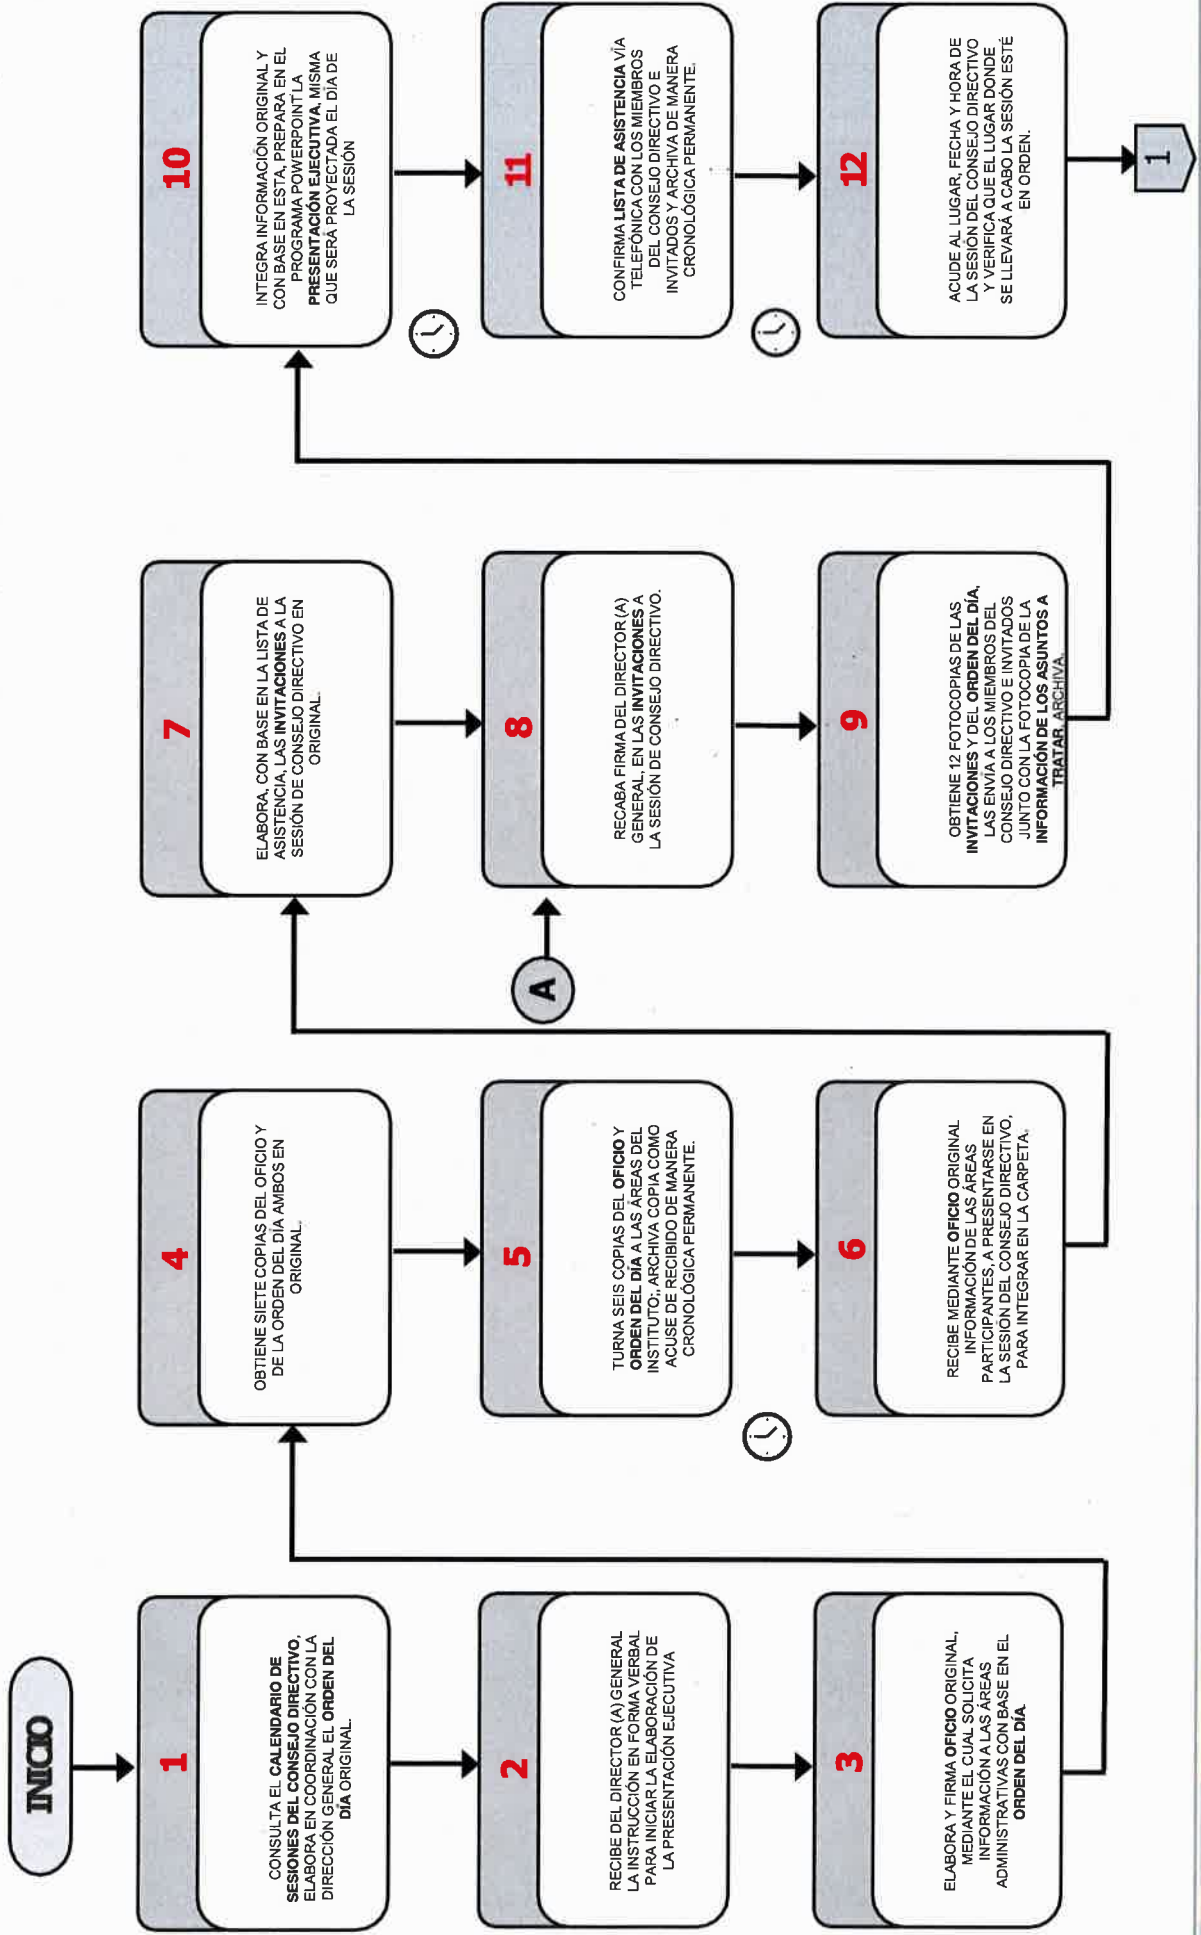 INICIO
1
CONSULTA EL CALENDARIO DE
SESIONES DEL CONSEJO DIRECTIVO,
ELABORA EN COORDINACIÓN CON LA
DIRECCIÓN GENERAL EL ORDEN DEL
DÍA ORIGINAL.
2
RECIBE DEL DIRECTOR (A) GENERAL
LA INSTRUCCIÓN EN FORMA VERBAL
PARA INICIAR LA ELABORACIÓN DE
LA PRESENTACIÓN EJECUTIVA
3
ELABORA Y FIRMA OFICIO ORIGINAL,
MEDIANTE EL CUAL SOLICITA
INFORMACIÓN A LAS ÁREAS
ADMINISTRATIVAS CON BASE EN EL
ORDEN DEL DÍA.
4
OBTIENE SIETE COPIAS DEL OFICIO Y
DE LA ORDEN DEL DÍA AMBOS EN
ORIGINAL.
5
TURNA SEIS COPIAS DEL OFICIO Y
ORDEN DEL DÍA A LAS ÁREAS DEL
INSTITUTO;, ARCHIVA COPIA COMO
ACUSE DE RECIBIDO DE MANERA
CRONOLÓGICA PERMANENTE.
6
RECIBE MEDIANTE OFICIO ORIGINAL
INFORMACIÓN DE LAS ÁREAS
PARTICIPANTES, A PRESENTARSE EN
LA SESIÓN DEL CONSEJO DIRECTIVO,
PARA INTEGRAR EN LA CARPETA.
7
ELABORA, CON BASE EN LA LISTA DE
ASISTENCIA, LAS INVITACIONES A LA
SESIÓN DE CONSEJO DIRECTIVO EN
ORIGINAL.
A
8
RECABA FIRMA DEL DIRECTOR (A)
GENERAL, EN LAS INVITACIONES A
LA SESIÓN DE CONSEJO DIRECTIVO.
9
OBTIENE 12 FOTOCOPIAS DE LAS
INVITACIONES Y DEL ORDEN DEL DÍA,
LAS ENVÍA A LOS MIEMBROS DEL
CONSEJO DIRECTIVO E INVITADOS
JUNTO CON LA FOTOCOPIA DE LA
INFORMACIÓN DE LOS ASUNTOS A
TRATAR. ARCHIVA.
10
INTEGRA INFORMACIÓN ORIGINAL Y
CON BASE EN ESTA, PREPARA EN EL
PROGRAMA POWERPOINT LA
PRESENTACIÓN EJECUTIVA, MISMA
QUE SERÁ PROYECTADA EL DÍA DE
LA SESIÓN
11
CONFIRMA LISTA DE ASISTENCIA VÍA
TELEFÓNICA CON LOS MIEMBROS
DEL CONSEJO DIRECTIVO E
INVITADOS Y ARCHIVA DE MANERA
CRONOLÓGICA PERMANENTE.
12
ACUDE AL LUGAR, FECHA Y HORA DE
LA SESIÓN DEL CONSEJO DIRECTIVO
Y VERIFICA QUE EL LUGAR DONDE
SE LLEVARÁ A CABO LA SESIÓN ESTÉ
EN ORDEN.
1